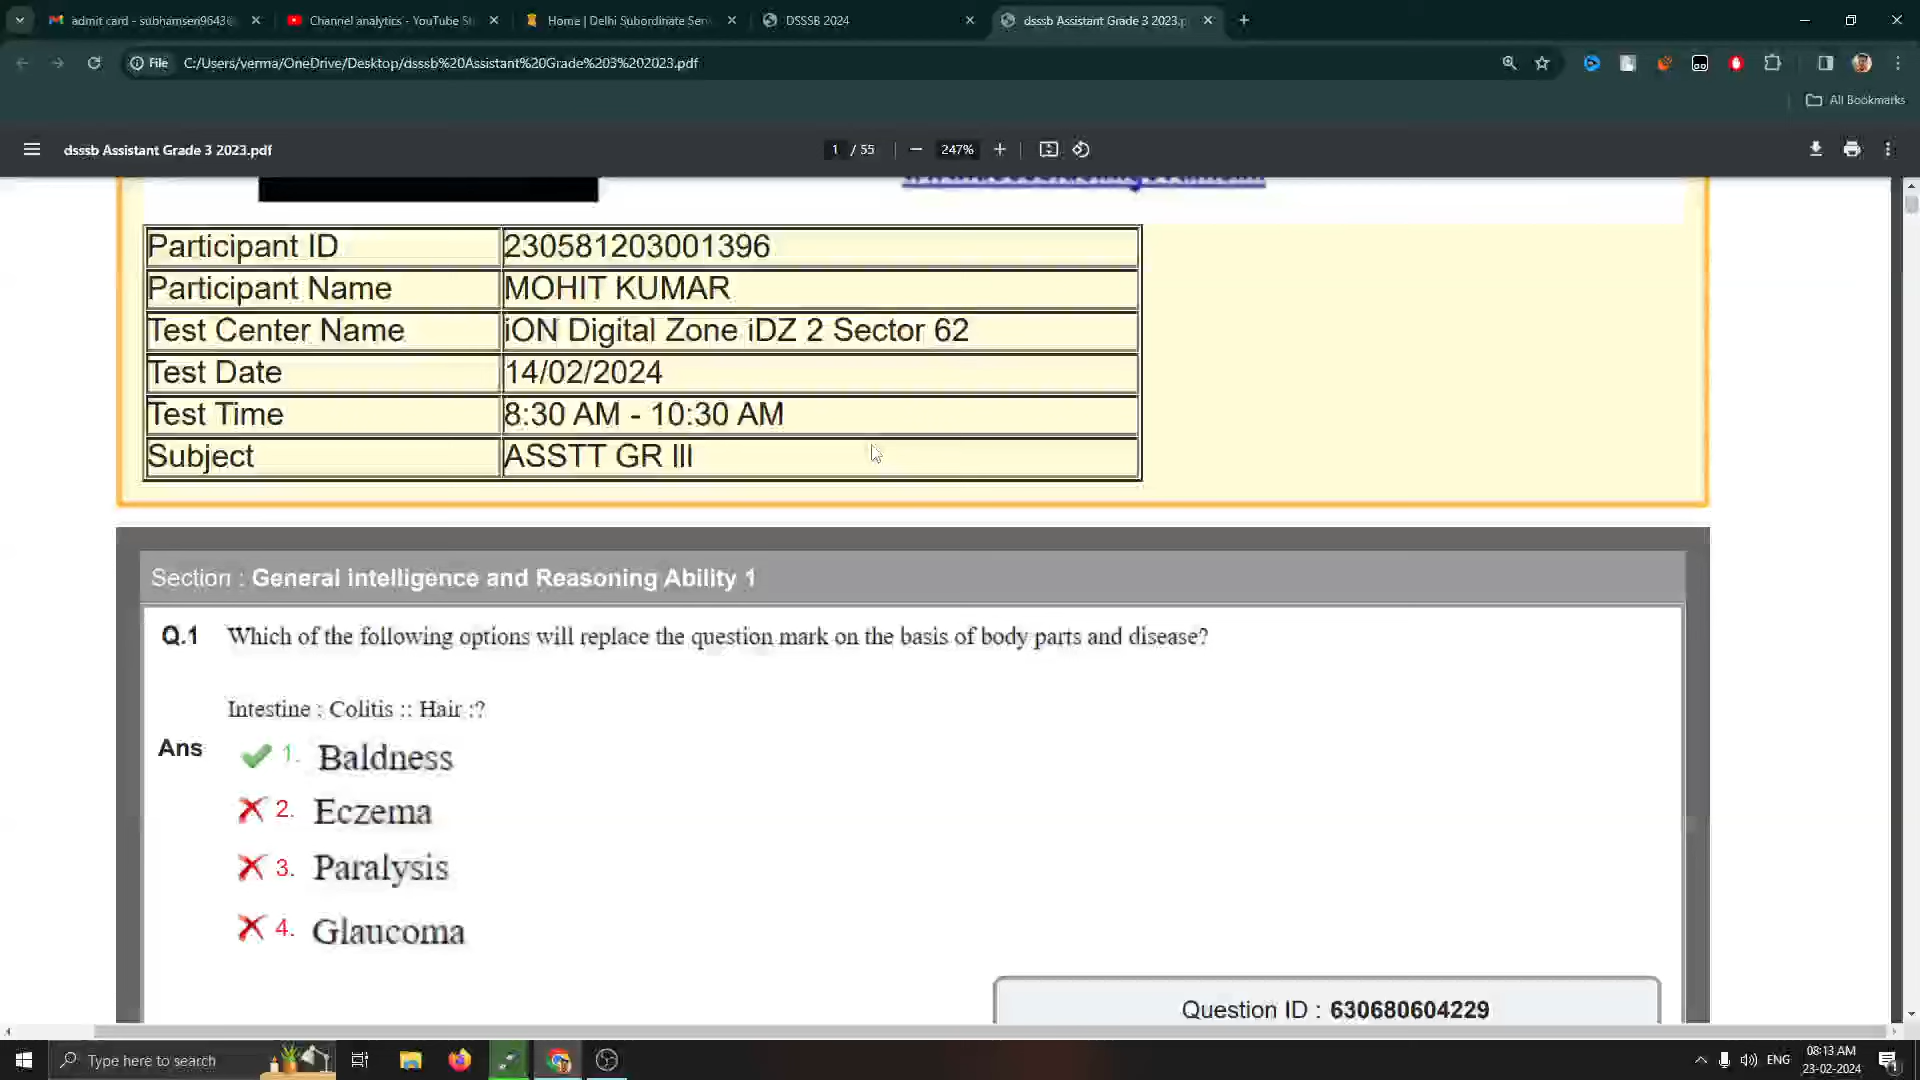 admit card - subhamsen9643
Channel analytics - YouTube St
Home | Delhi Subordinate Serv
DSSSB 2024
dsssb Assistant Grade 3 2023.p
File C:/Users/verma/OneDrive/Desktop/dsssb%20Assistant%20Grade%203%202023.pdf
All Bookmarks
dsssb Assistant Grade 3 2023.pdf
1 / 55
247%
Participant ID 230581203001396
Participant Name MOHIT KUMAR
Test Center Name iON Digital Zone iDZ 2 Sector 62
Test Date 14/02/2024
Test Time 8:30 AM - 10:30 AM
Subject ASSTT GR III
Section : General intelligence and Reasoning Ability 1
Q.1 Which of the following options will replace the question mark on the basis of body parts and disease?
Intestine : Colitis :: Hair :?
Ans 1. Baldness
2. Eczema
3. Paralysis
4. Glaucoma
Question ID : 630680604229
Type here to search
ENG
08:13 AM
23-02-2024
1